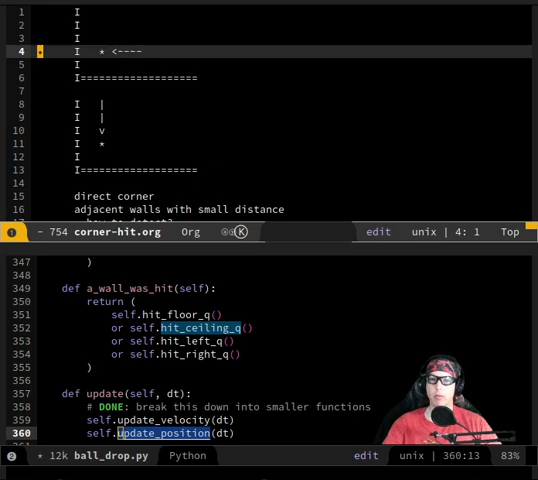 1 I
2 I
3 I
4 I * <----
5 I
6 I===================
7
8 I |
9 I |
10 I v
11 I *
12 I
13 I===================
14
15 direct corner
16 adjacent walls with small distance
1 - 754 corner-hit.org Org K edit unix | 4: 1 Top
347 )
348
349 def a_wall_was_hit(self):
350 return (
351 self.hit_floor_q()
352 or self.hit_ceiling_q()
353 or self.hit_left_q()
354 or self.hit_right_q()
355 )
356
357 def update(self, dt):
358 # DONE: break this down into smaller functions
359 self.update_velocity(dt)
360 self.update_position(dt)
2 * 12k ball_drop.py Python edit unix | 360:13 83%